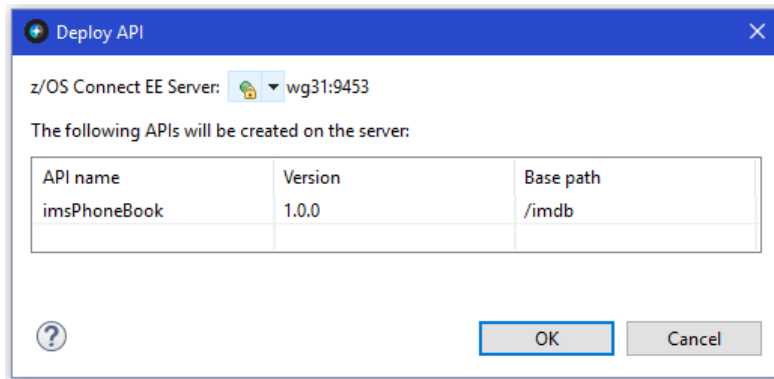 Deploy API
z/OS Connect EE Server: wg31:9453
The following APIs will be created on the server:
API name Version Base path
imsPhoneBook 1.0.0 /imdb
? OK Cancel